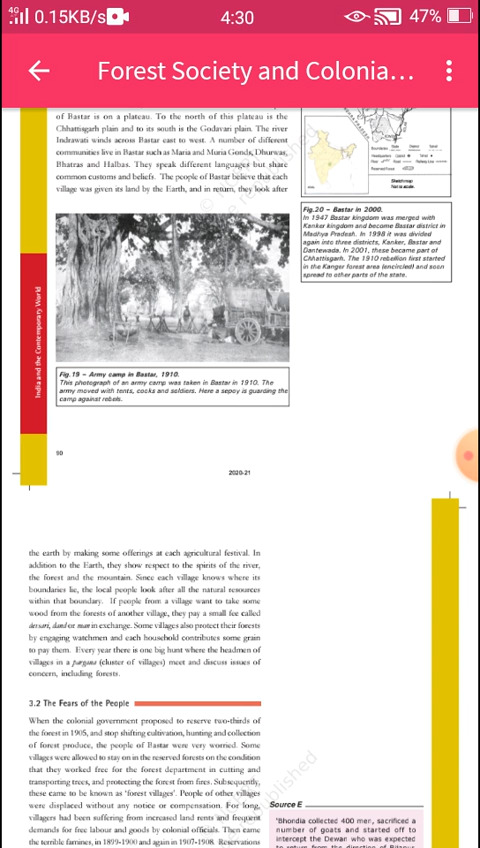 4G 0.15KB/s 4:30 47%
Forest Society and Colonia...
of Bastar is on a plateau. To the north of this plateau is the
Chhattisgarh plain and to its south is the Godavari plain. The river
Indrawati winds across Bastar east to west. A number of different
communities live in Bastar such as Maria and Muria Gonds, Dhurwas,
Bhatras and Halbas. They speak different languages but share
common customs and beliefs. The people of Bastar believe that each
village was given its land by the Earth, and in return, they look after
Sketch map
Not to scale.
Fig.20 – Bastar in 2000.
In 1947 Bastar kingdom was merged with
Kanker kingdom and become Bastar district in
Madhya Pradesh. In 1998 it was divided
again into three districts, Kanker, Bastar and
Dantewada. In 2001, these became part of
Chhattisgarh. The 1910 rebellion first started
in the Kanger forest area (encircled) and soon
spread to other parts of the state.
India and the Contemporary World
Fig.19 – Army camp in Bastar, 1910.
This photograph of an army camp was taken in Bastar in 1910. The
army moved with tents, cooks and soldiers. Here a sepoy is guarding the
camp against rebels.
90
2020-21
the earth by making some offerings at each agricultural festival. In
addition to the Earth, they show respect to the spirits of the river,
the forest and the mountain. Since each village knows where its
boundaries lie, the local people look after all the natural resources
within that boundary. If people from a village want to take some
wood from the forests of another village, they pay a small fee called
devsari, dand or man in exchange. Some villages also protect their forests
by engaging watchmen and each household contributes some grain
to pay them. Every year there is one big hunt where the headmen of
villages in a pargana (cluster of villages) meet and discuss issues of
concern, including forests.
3.2 The Fears of the People
When the colonial government proposed to reserve two-thirds of
the forest in 1905, and stop shifting cultivation, hunting and collection
of forest produce, the people of Bastar were very worried. Some
villages were allowed to stay on in the reserved forests on the condition
that they worked free for the forest department in cutting and
transporting trees, and protecting the forest from fires. Subsequently,
these came to be known as 'forest villages'. People of other villages
were displaced without any notice or compensation. For long,
villagers had been suffering from increased land rents and frequent
demands for free labour and goods by colonial officials. Then came
the terrible famines, in 1899-1900 and again in 1907-1908. Reservations
Source E
'Bhondia collected 400 men, sacrificed a
number of goats and started off to
intercept the Dewan who was expected
to return from the direction of Bijapur.